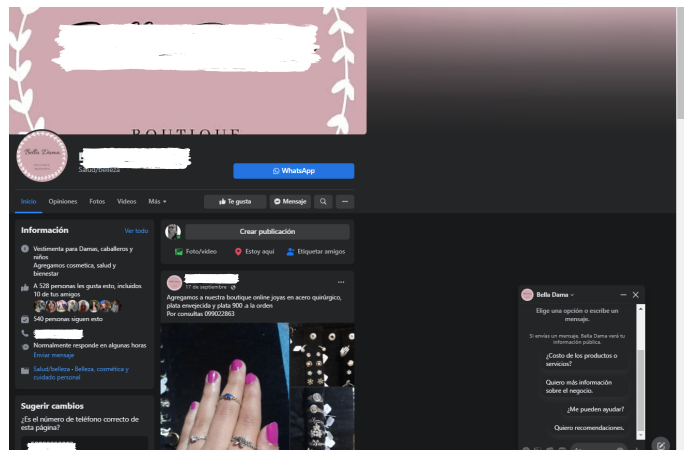 BOUTIQUE
Bella Dama
Salud/belleza
WhatsApp
Inicio
Opiniones
Fotos
Videos
Más
Te gusta
Mensaje
Información
Ver todo
Vestimenta para Damas, caballeros y
niños
Agregamos cosmetica, salud y
bienestar
A 528 personas les gusta esto, incluidos
10 de tus amigos
540 personas siguen esto
Normalmente responde en algunas horas
Enviar mensaje
Salud/belleza · Belleza, cosmética y
cuidado personal
Sugerir cambios
¿Es el número de teléfono correcto de
esta página?
Crear publicación
Foto/video
Estoy aquí
Etiquetar amigos
17 de septiembre
Agregamos a nuestra boutique online joyas en acero quirúrgico,
plata envejecida y plata 900 a la orden
Por consultas 099022863
Bella Dama
Elige una opción o escribe un
mensaje.
Si envías un mensaje, Bella Dama verá tu
información pública.
¿Costo de los productos o
servicios?
Quiero más información
sobre el negocio.
¿Me pueden ayudar?
Quiero recomendaciones.